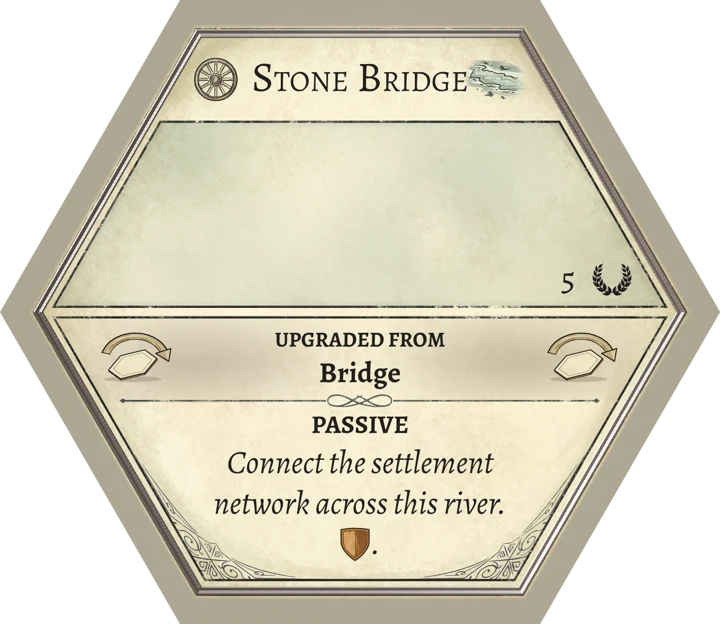 Stone Bridge
5
UPGRADED FROM
Bridge
PASSIVE
Connect the settlement
network across this river.
.